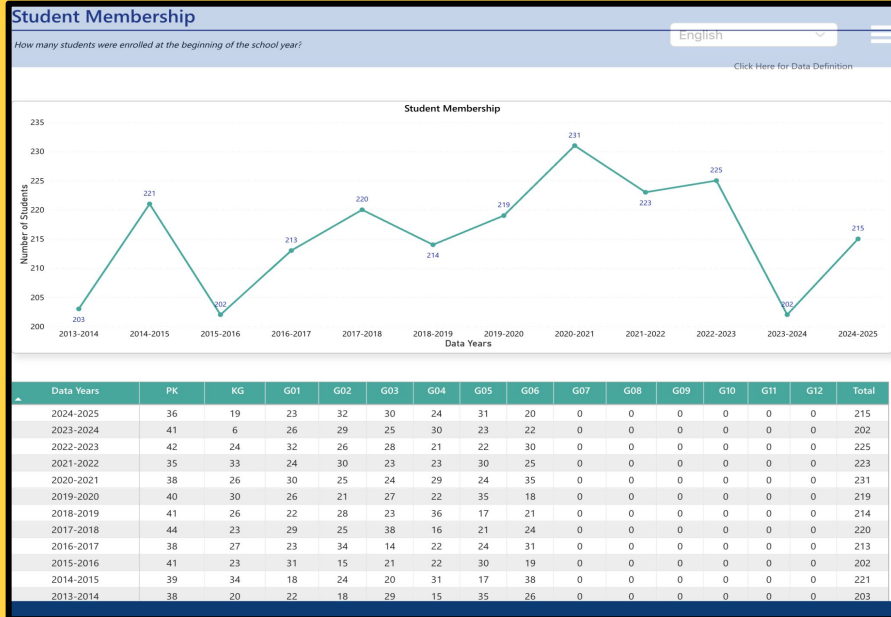 Student Membership
English
How many students were enrolled at the beginning of the school year?
Click Here for Data Definition
Student Membership
235
230
225
220
215
210
205
200
Number of Students
203
221
202
213
220
214
219
231
223
225
202
215
2013-2014 2014-2015 2015-2016 2016-2017 2017-2018 2018-2019 2019-2020 2020-2021 2021-2022 2022-2023 2023-2024 2024-2025
Data Years
Data Years PK KG G01 G02 G03 G04 G05 G06 G07 G08 G09 G10 G11 G12 Total
2024-2025 36 19 23 32 30 24 31 20 0 0 0 0 0 0 215
2023-2024 41 6 26 29 25 30 23 22 0 0 0 0 0 0 202
2022-2023 42 24 32 26 28 21 22 30 0 0 0 0 0 0 225
2021-2022 35 33 24 30 23 23 30 25 0 0 0 0 0 0 223
2020-2021 38 26 30 25 24 29 24 35 0 0 0 0 0 0 231
2019-2020 40 30 26 21 27 22 35 18 0 0 0 0 0 0 219
2018-2019 41 26 22 28 23 36 17 21 0 0 0 0 0 0 214
2017-2018 44 23 29 25 38 16 21 24 0 0 0 0 0 0 220
2016-2017 38 27 23 34 14 22 24 31 0 0 0 0 0 0 213
2015-2016 41 23 31 15 21 22 30 19 0 0 0 0 0 0 202
2014-2015 39 34 18 24 20 31 17 38 0 0 0 0 0 0 221
2013-2014 38 20 22 18 29 15 35 26 0 0 0 0 0 0 203